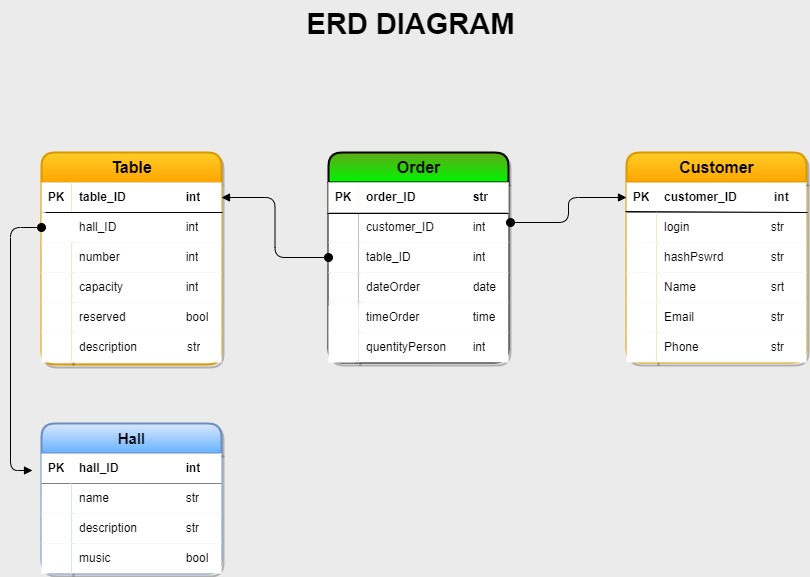 ERD DIAGRAM
Table
PK table_ID int
hall_ID int
number int
capacity int
reserved bool
description str
Order
PK order_ID str
customer_ID int
table_ID int
dateOrder date
timeOrder time
quentityPerson int
Customer
PK customer_ID int
login str
hashPswrd str
Name srt
Email str
Phone str
Hall
PK hall_ID int
name str
description str
music bool